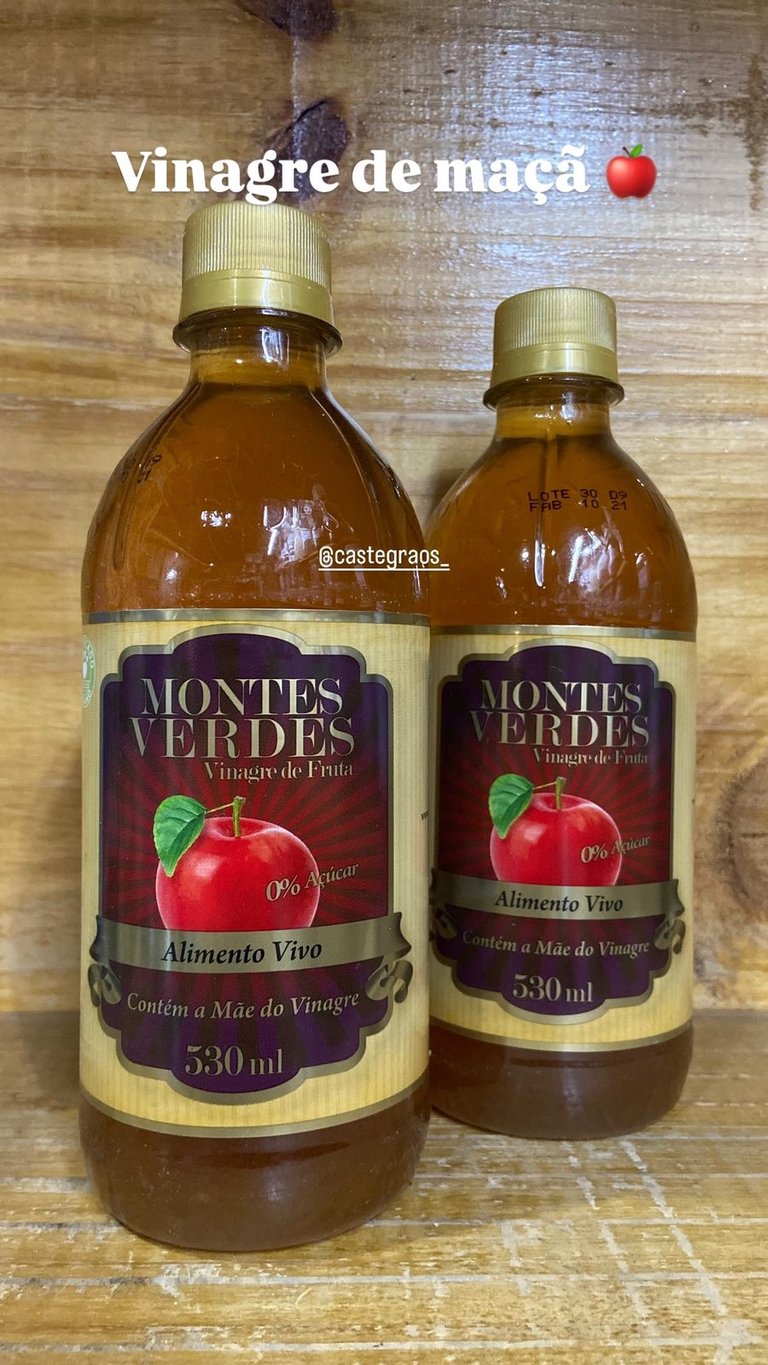 Vinagre de maçã
@castegraos_
LOTE 30 D9
FAB 10 21
MONTES
VERDES
Vinagre de Fruta
0% Açúcar
Alimento Vivo
Contém a Mãe do Vinagre
530 ml
MONTES
VERDES
Vinagre de Fruta
0% Açúcar
Alimento Vivo
Contém a Mãe do Vinagre
530 ml